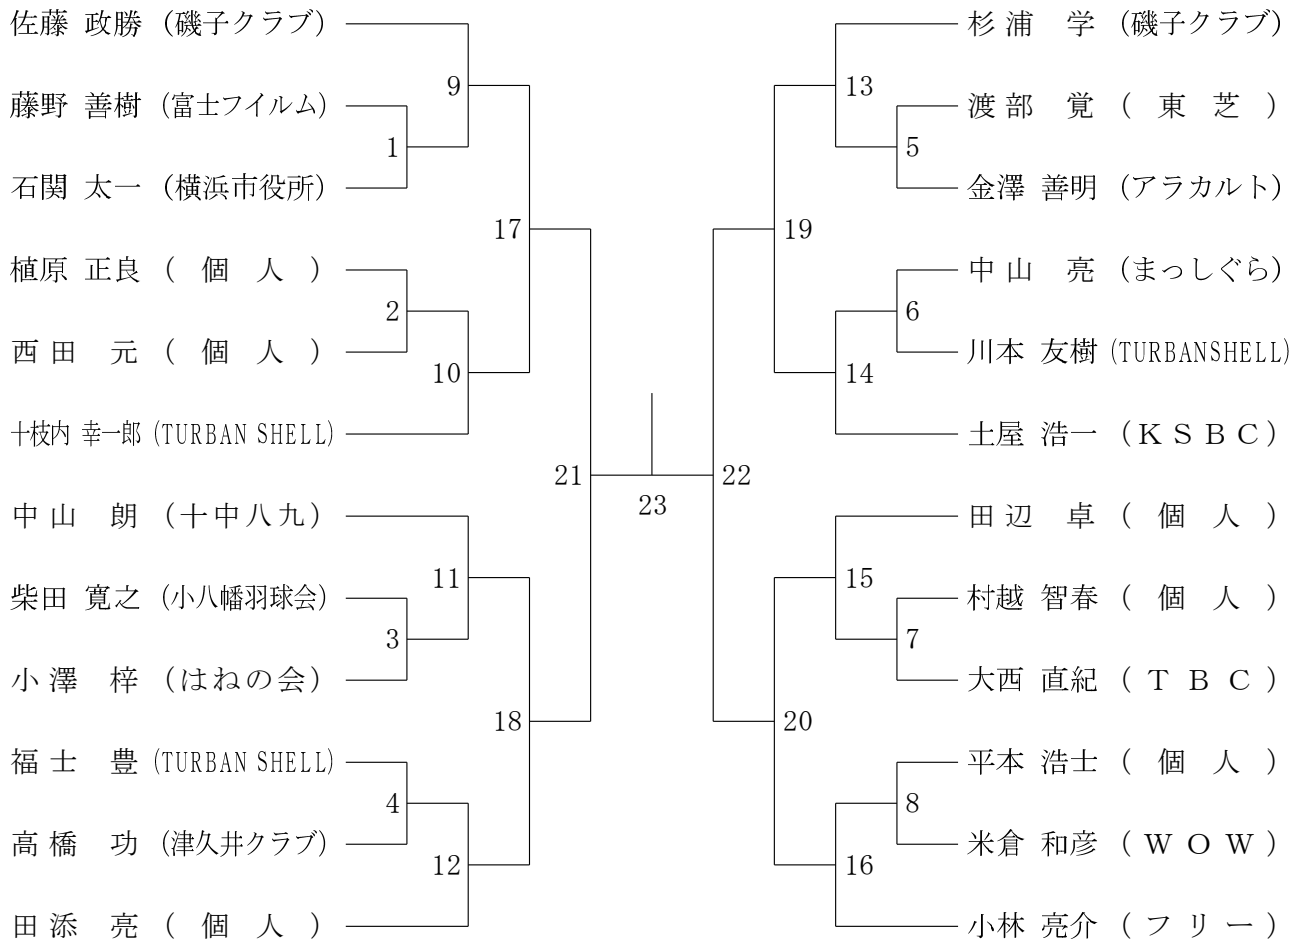 佐藤 政勝 (磯子クラブ)
9
藤野 善樹 (富士フイルム)
1
石関 太一 (横浜市役所)
17
植原 正良 ( 個 人 )
2
西田 元 ( 個 人 )
10
十枝内 幸一郎 (TURBAN SHELL)
21
中山 朗 (十中八九)
11
柴田 寛之 (小八幡羽球会)
3
小澤 梓 (はねの会)
18
福士 豊 (TURBAN SHELL)
4
高橋 功 (津久井クラブ)
12
田添 亮 ( 個 人 )
23
杉浦 学 (磯子クラブ)
13
渡部 覚 ( 東 芝 )
5
金澤 善明 (アラカルト)
19
中山 亮 (まっしぐら)
6
川本 友樹 (TURBANSHELL)
14
土屋 浩一 (ＫＳＢＣ)
22
田辺 卓 ( 個 人 )
15
村越 智春 ( 個 人 )
7
大西 直紀 (ＴＢＣ)
20
平本 浩士 ( 個 人 )
8
米倉 和彦 (ＷＯＷ)
16
小林 亮介 (フリー)